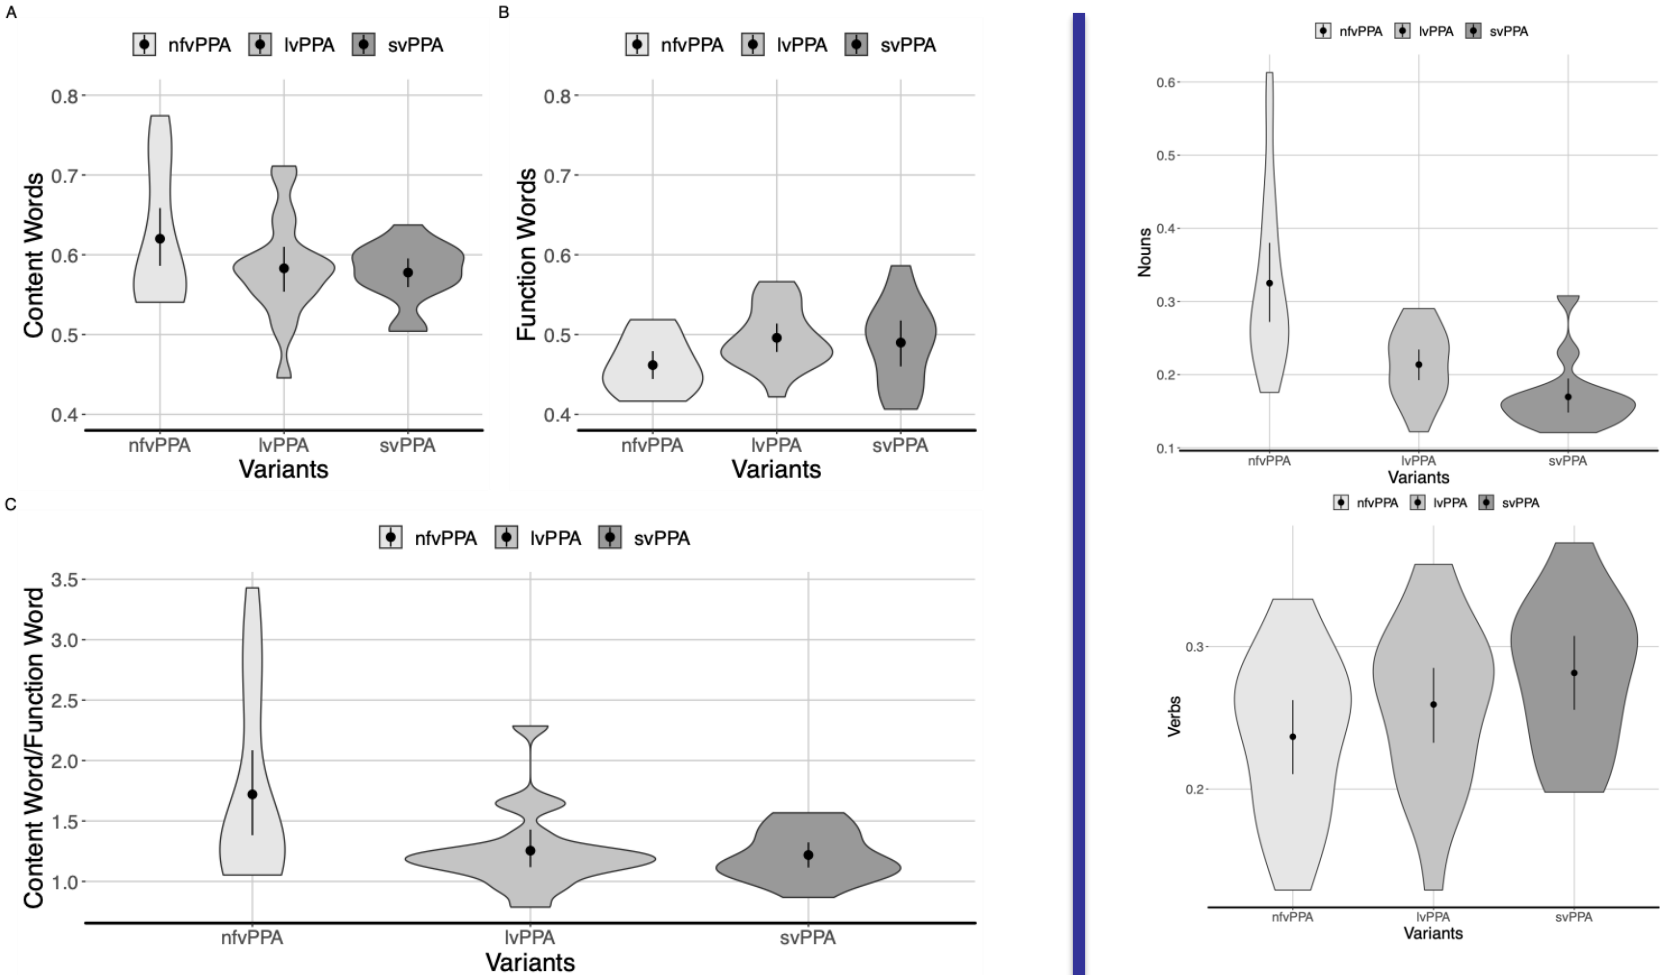 A
nfvPPA lvPPA svPPA
Content Words
0.8
0.7
0.6
0.5
0.4
nfvPPA lvPPA svPPA
Variants
B
nfvPPA lvPPA svPPA
Function Words
0.8
0.7
0.6
0.5
0.4
nfvPPA lvPPA svPPA
Variants
C
nfvPPA lvPPA svPPA
Content Word/Function Word
3.5
3.0
2.5
2.0
1.5
1.0
nfvPPA lvPPA svPPA
Variants
nfvPPA lvPPA svPPA
Nouns
0.6
0.5
0.4
0.3
0.2
0.1
nfvPPA lvPPA svPPA
Variants
nfvPPA lvPPA svPPA
Verbs
0.3
0.2
nfvPPA lvPPA svPPA
Variants